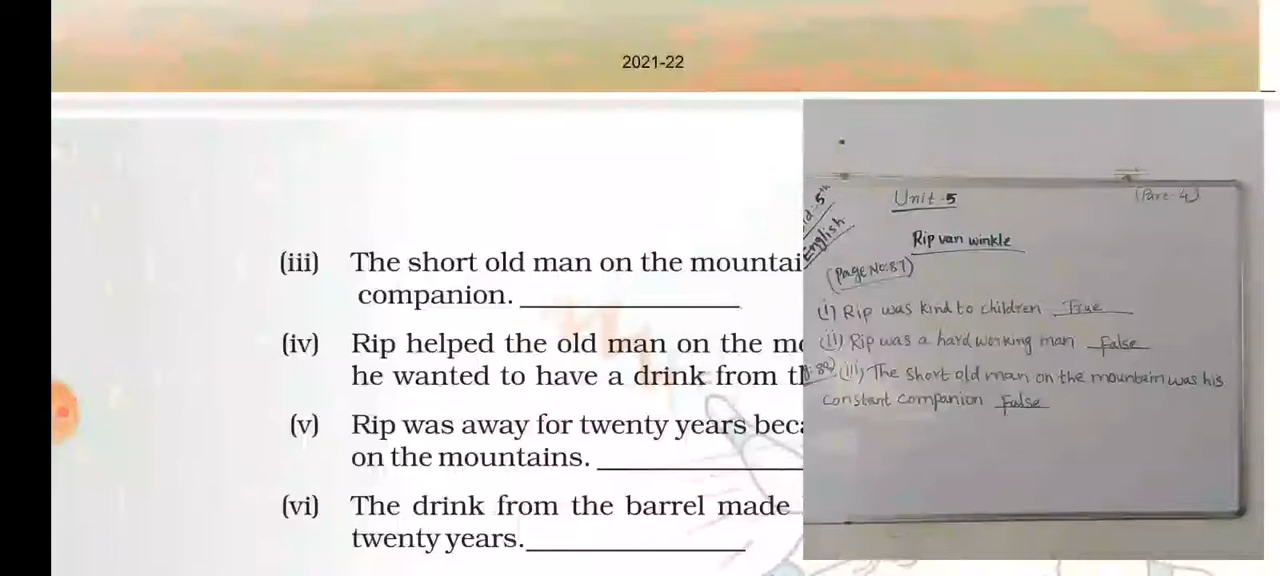 2021-22
(iii) The short old man on the mountai
companion.
(iv) Rip helped the old man on the mo
he wanted to have a drink from th
(v) Rip was away for twenty years beca
on the mountains.
(vi) The drink from the barrel made
twenty years.
English
Unit-5
(Part-4)
Rip van winkle
(Page No:87)
(i) Rip was kind to children True
(ii) Rip was a hard working man False
(iii) The short old man on the mountain was his
constant companion False